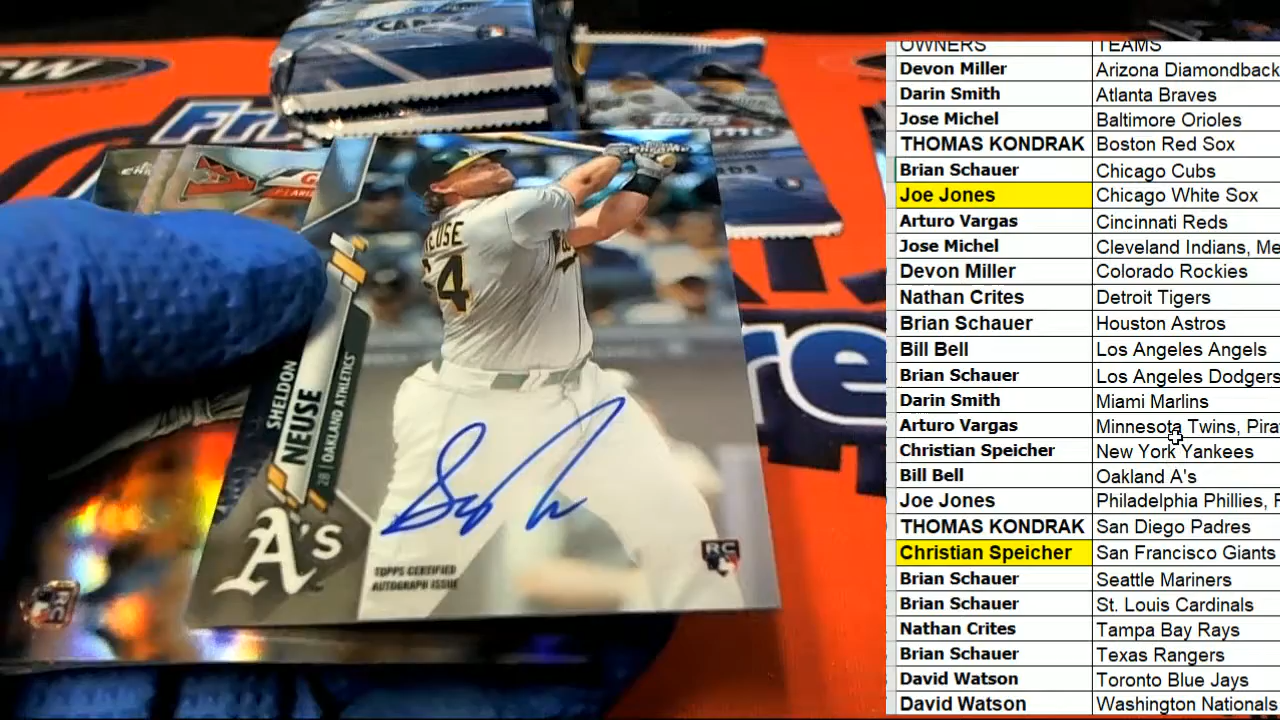 OWNERS TEAMS
Devon Miller Arizona Diamondback
Darin Smith Atlanta Braves
Jose Michel Baltimore Orioles
THOMAS KONDRAK Boston Red Sox
Brian Schauer Chicago Cubs
Joe Jones Chicago White Sox
Arturo Vargas Cincinnati Reds
Jose Michel Cleveland Indians, Me
Devon Miller Colorado Rockies
Nathan Crites Detroit Tigers
Brian Schauer Houston Astros
Bill Bell Los Angeles Angels
Brian Schauer Los Angeles Dodgers
Darin Smith Miami Marlins
Arturo Vargas Minnesota Twins, Pira
Christian Speicher New York Yankees
Bill Bell Oakland A's
Joe Jones Philadelphia Phillies, F
THOMAS KONDRAK San Diego Padres
Christian Speicher San Francisco Giants
Brian Schauer Seattle Mariners
Brian Schauer St. Louis Cardinals
Nathan Crites Tampa Bay Rays
Brian Schauer Texas Rangers
David Watson Toronto Blue Jays
David Watson Washington Nationals
SHELDON
NEUSE
2B | OAKLAND ATHLETICS
A's
TOPPS CERTIFIED
AUTOGRAPH ISSUE
RC
EUSE
64
CHROME
Topps
re